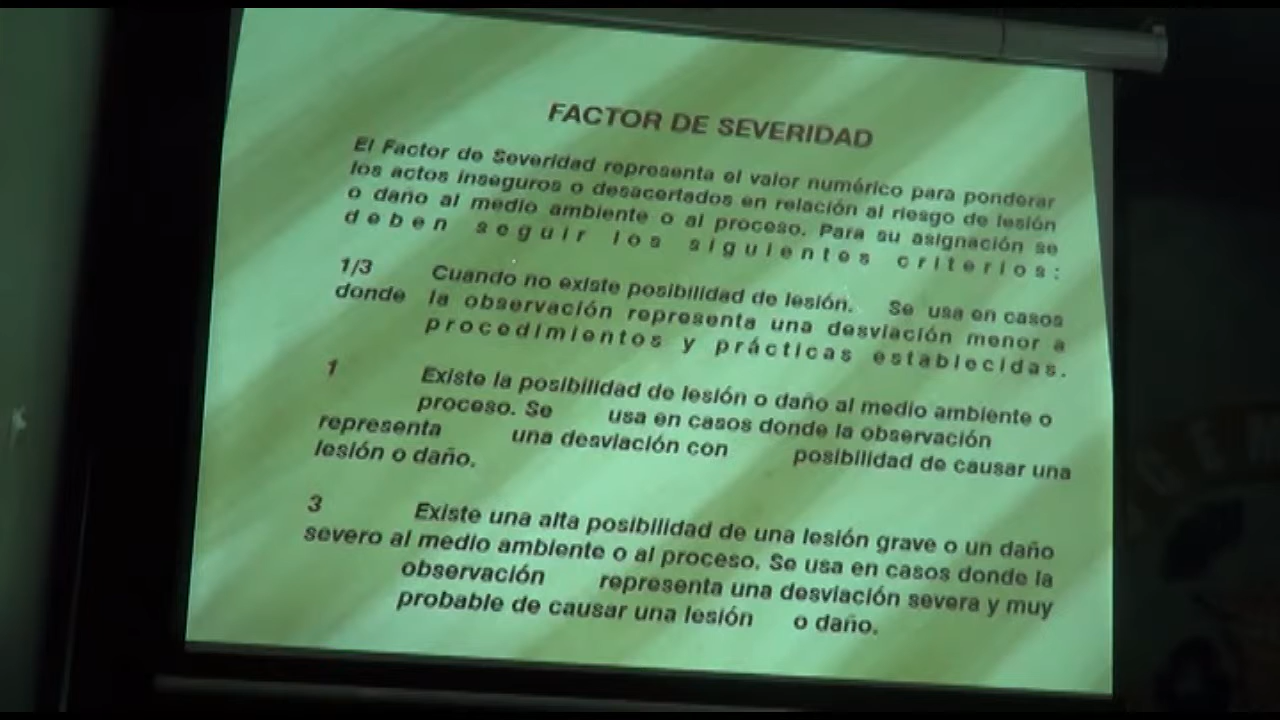 FACTOR DE SEVERIDAD
El Factor de Severidad representa el valor numérico para ponderar
los actos inseguros o desacertados en relación al riesgo de lesión
o daño al medio ambiente o al proceso. Para su asignación se
deben seguir los siguientes criterios:
1/3 Cuando no existe posibilidad de lesión. Se usa en casos
donde la observación representa una desviación menor a
procedimientos y prácticas establecidas.
1 Existe la posibilidad de lesión o daño al medio ambiente o
proceso. Se usa en casos donde la observación
representa una desviación con posibilidad de causar una
lesión o daño.
3 Existe una alta posibilidad de una lesión grave o un daño
severo al medio ambiente o al proceso. Se usa en casos donde la
observación representa una desviación severa y muy
probable de causar una lesión o daño.